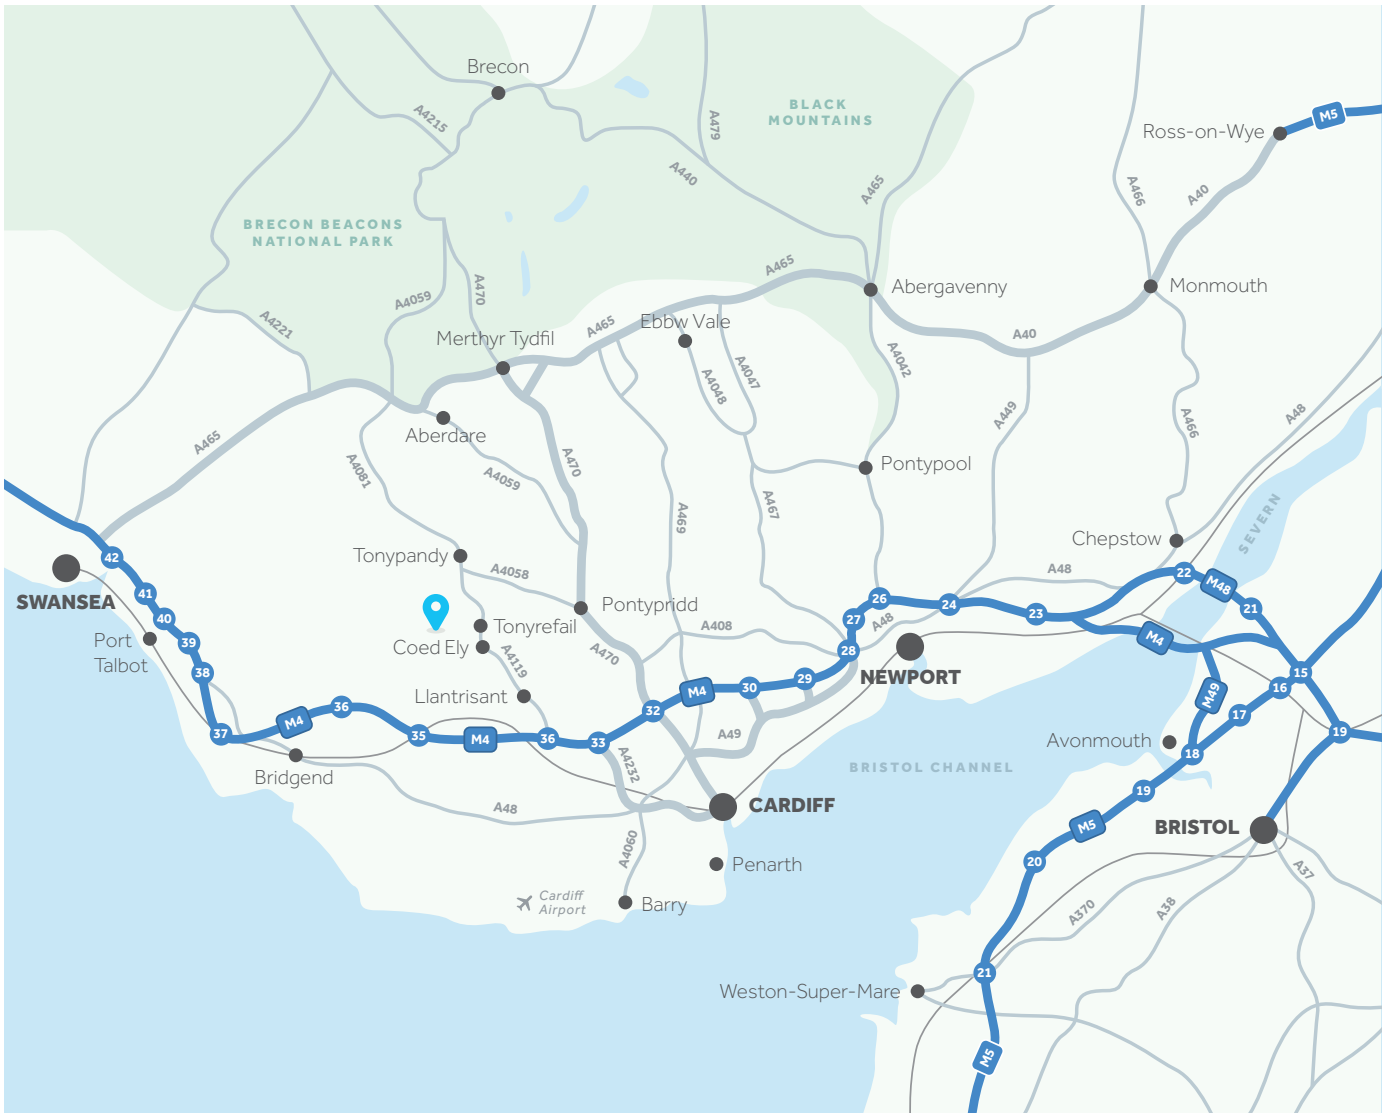 Brecon
A4215
A479
BLACK
MOUNTAINS
M5
Ross-on-Wye
A440
A465
A466
A40
BRECON BEACONS
NATIONAL PARK
A465
A4059
A470
Abergavenny
Monmouth
A4221
A465
Ebbw Vale
Merthyr Tydfil
A40
A4042
A4047
A4048
A449
A466
A48
Aberdare
A465
A4081
A4059
A470
Pontypool
A469
A467
SEVERN
Chepstow
Tonypandy
A4058
A48
42
41
40
39
38
37
SWANSEA
Port
Talbot
Pontypridd
Tonyrefail
Coed Ely
A4119
A470
A408
26
27
28
A48
24
23
22
M48
21
M4
NEWPORT
Llantrisant
M4
36
35
M4
36
33
32
M4
30
29
15
16
M49
17
18
19
Bridgend
A4232
A49
Avonmouth
BRISTOL CHANNEL
19
A48
CARDIFF
M5
BRISTOL
A4060
Penarth
20
A37
Cardiff
Airport
Barry
A370
A38
21
Weston-Super-Mare
M5